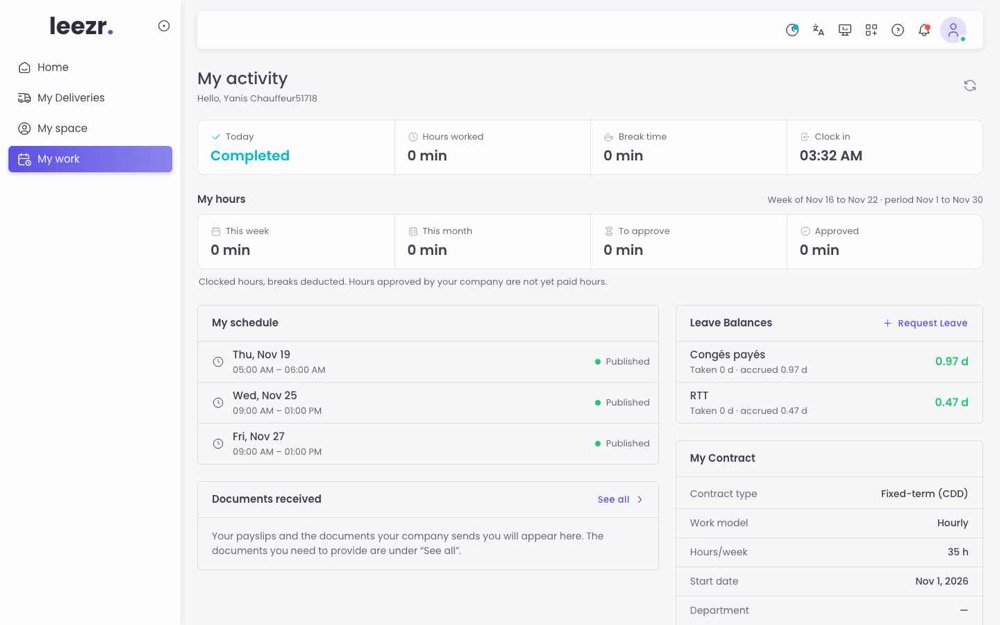 leezr.
Home
My Deliveries
My space
My work
My activity
Hello, Yanis Chauffeur51718
Today
Completed
Hours worked
0 min
Break time
0 min
Clock in
03:32 AM
My hours
Week of Nov 16 to Nov 22 · period Nov 1 to Nov 30
This week
0 min
This month
0 min
To approve
0 min
Approved
0 min
Clocked hours, breaks deducted. Hours approved by your company are not yet paid hours.
My schedule
Thu, Nov 19
05:00 AM – 06:00 AM
Published
Wed, Nov 25
09:00 AM – 01:00 PM
Published
Fri, Nov 27
09:00 AM – 01:00 PM
Published
Documents received
See all
Your payslips and the documents your company sends you will appear here. The
documents you need to provide are under “See all”.
Leave Balances
+ Request Leave
Congés payés
Taken 0 d · accrued 0.97 d
0.97 d
RTT
Taken 0 d · accrued 0.47 d
0.47 d
My Contract
Contract type
Fixed-term (CDD)
Work model
Hourly
Hours/week
35 h
Start date
Nov 1, 2026
Department
—